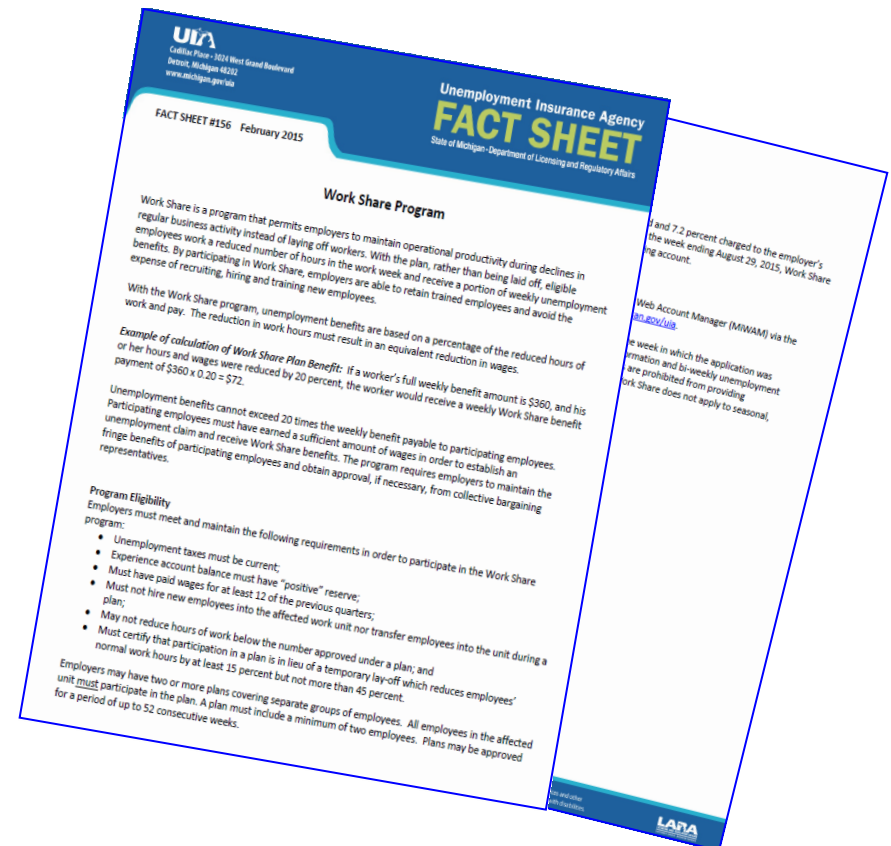 UIA
Cadillac Place - 3024 West Grand Boulevard
Detroit, Michigan 48202
www.michigan.gov/uia
Unemployment Insurance Agency
FACT SHEET
State of Michigan - Department of Licensing and Regulatory Affairs
FACT SHEET #156 February 2015
Work Share Program
Work Share is a program that permits employers to maintain operational productivity during declines in
regular business activity instead of laying off workers. With the plan, rather than being laid off, eligible
employees work a reduced number of hours in the work week and receive a portion of weekly unemployment
benefits. By participating in Work Share, employers are able to retain trained employees and avoid the
expense of recruiting, hiring and training new employees.
With the Work Share program, unemployment benefits are based on a percentage of the reduced hours of
work and pay. The reduction in work hours must result in an equivalent reduction in wages.
Example of calculation of Work Share Plan Benefit: If a worker's full weekly benefit amount is $360, and his
or her hours and wages were reduced by 20 percent, the worker would receive a weekly Work Share benefit
payment of $360 x 0.20 = $72.
Unemployment benefits cannot exceed 20 times the weekly benefit payable to participating employees.
Participating employees must have earned a sufficient amount of wages in order to establish an
unemployment claim and receive Work Share benefits. The program requires employers to maintain the
fringe benefits of participating employees and obtain approval, if necessary, from collective bargaining
representatives.
Program Eligibility
Employers must meet and maintain the following requirements in order to participate in the Work Share
program:
• Unemployment taxes must be current;
• Experience account balance must have "positive" reserve;
• Must have paid wages for at least 12 of the previous quarters;
• Must not hire new employees into the affected work unit nor transfer employees into the unit during a
plan;
• May not reduce hours of work below the number approved under a plan; and
• Must certify that participation in a plan is in lieu of a temporary lay-off which reduces employees'
normal work hours by at least 15 percent but not more than 45 percent.
Employers may have two or more plans covering separate groups of employees. All employees in the affected
unit must participate in the plan. A plan must include a minimum of two employees. Plans may be approved
for a period of up to 52 consecutive weeks.
and 7.2 percent charged to the employer's
the week ending August 29, 2015, Work Share
ing account.
Web Account Manager (MiWAM) via the
an.gov/uia.
e week in which the application was
rmation and bi-weekly unemployment
are prohibited from providing
ork Share does not apply to seasonal,
and other
with disabilities
LARA